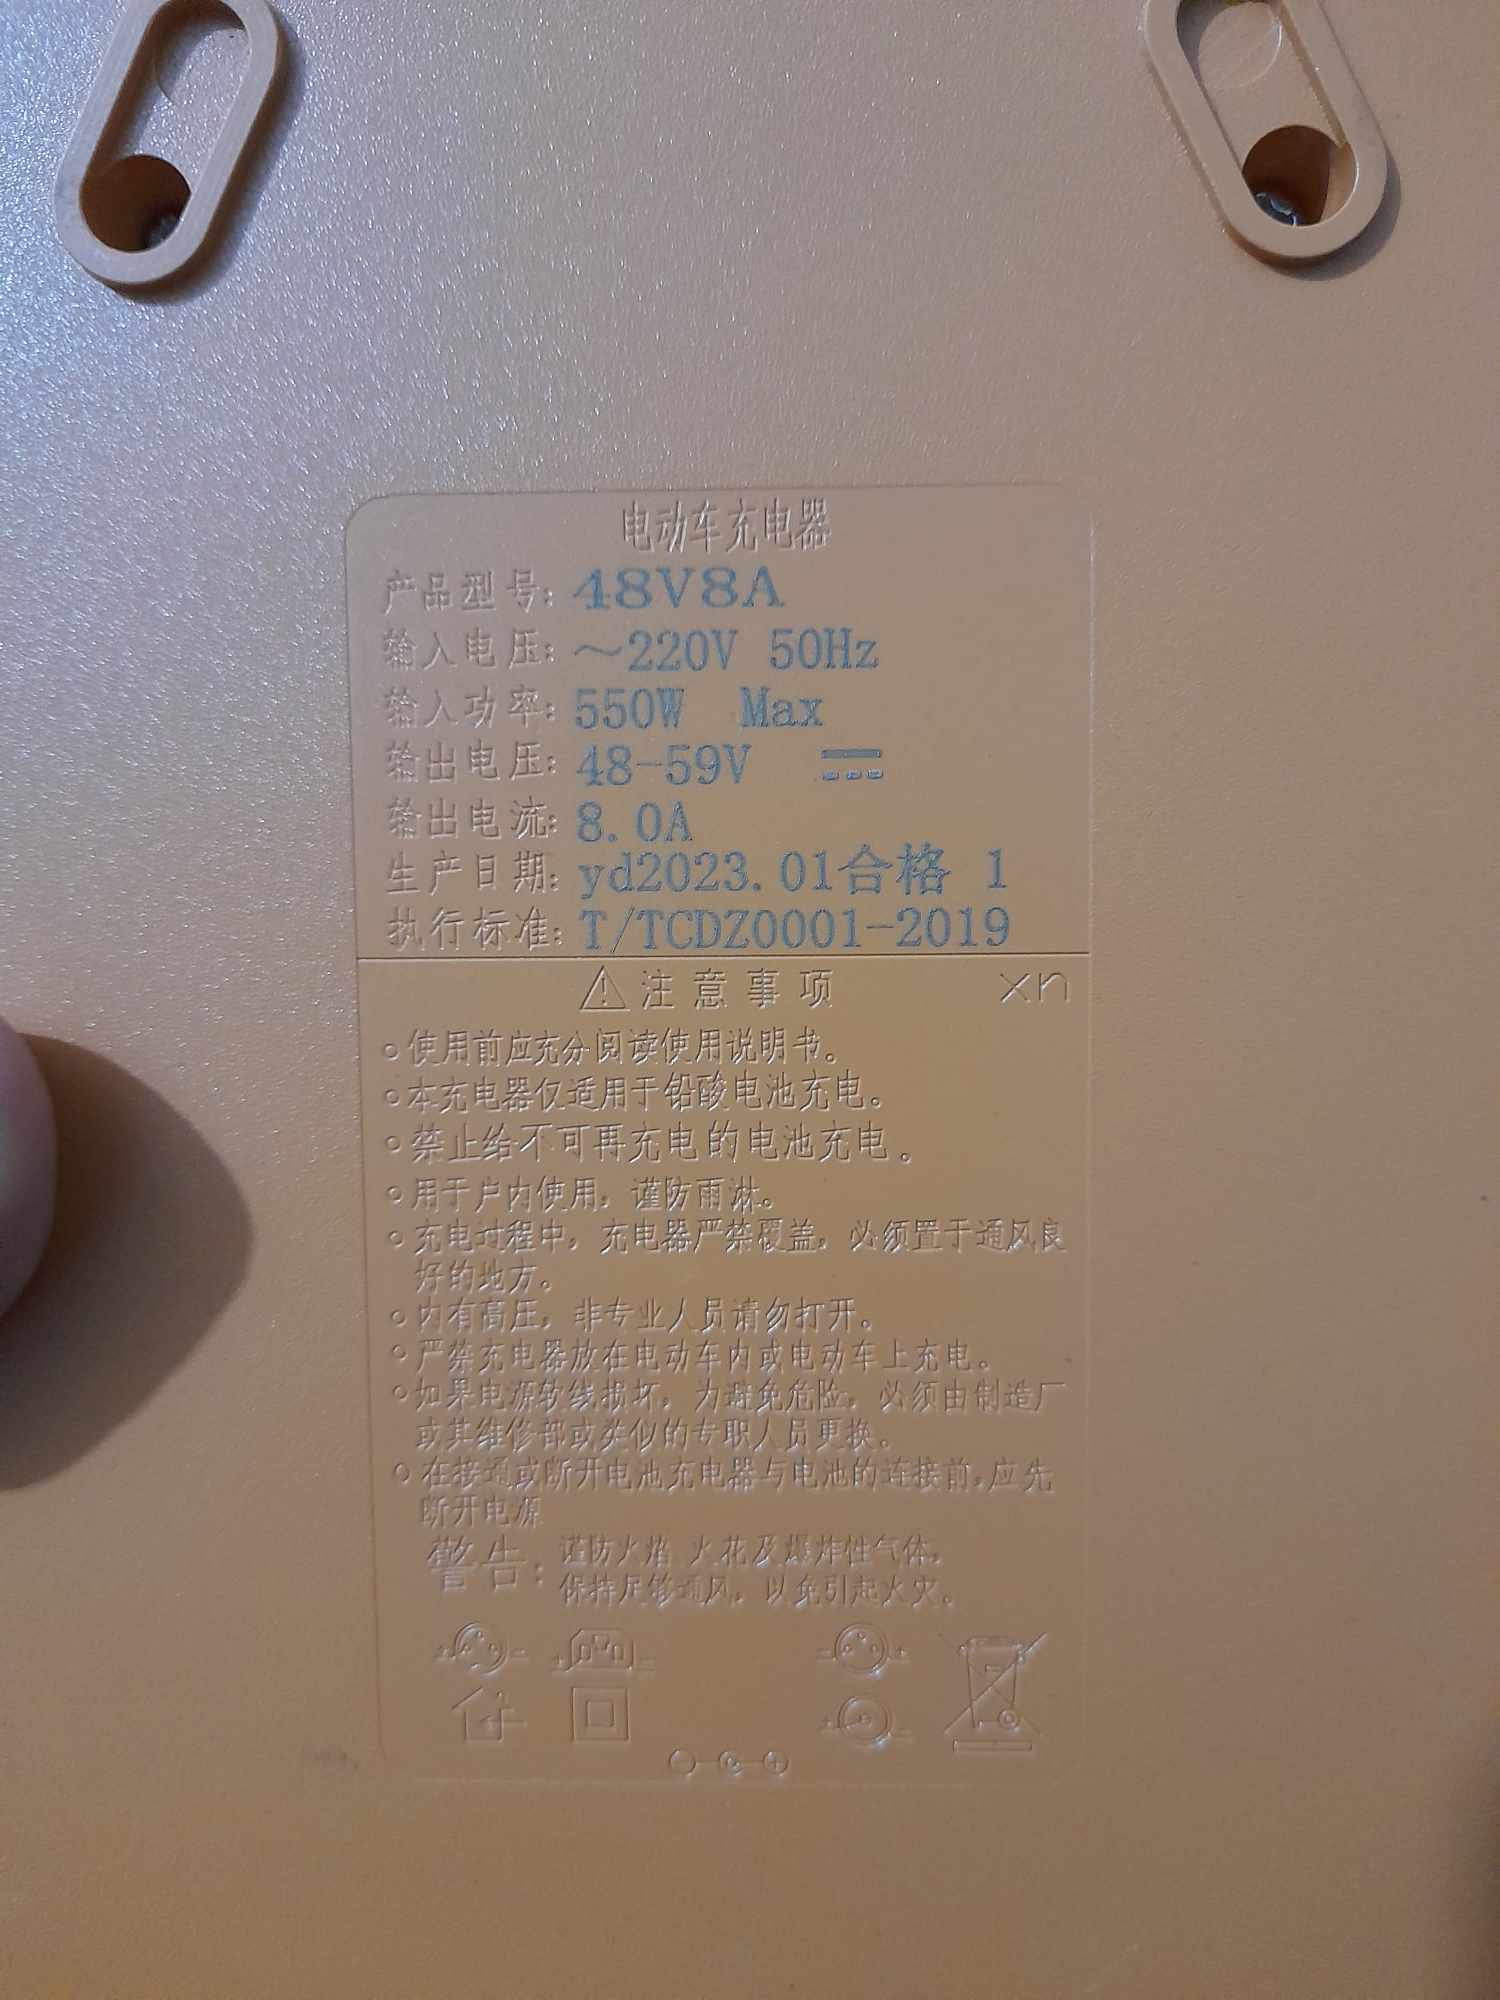 电动车充电器
产品型号: 48V8A
输入电压: ～220V 50Hz
输入功率: 550W Max
输出电压: 48-59V
输出电流: 8.0A
生产日期: yd2023.01合格 1
执行标准: T/TCDZ0001-2019
注意事项 xn
使用前应充分阅读使用说明书。
本充电器仅适用于铅酸电池充电。
禁止给不可再充电的电池充电。
用于户内使用，谨防雨淋。
充电过程中，充电器严禁覆盖，必须置于通风良
好的地方。
内有高压，非专业人员请勿打开。
严禁充电器放在电动车内或电动车上充电。
如果电源软线损坏，为避免危险，必须由制造厂
或其维修部或类似的专职人员更换。
在接通或断开电池充电器与电池的连接前，应先
断开电源
警告: 谨防火焰 火花及爆炸性气体，
保持足够通风，以免引起火灾。